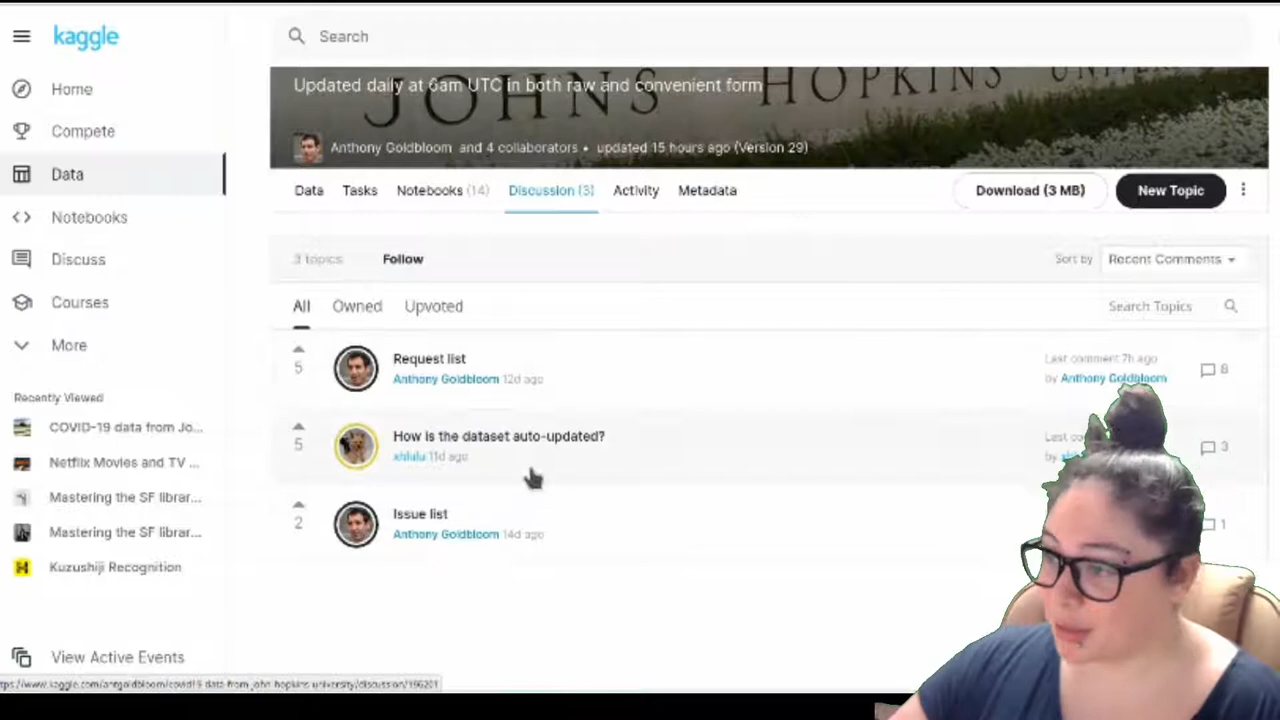 kaggle
Search
Home
Compete
Data
Notebooks
Discuss
Courses
More
Recently Viewed
COVID-19 data from Jo...
Netflix Movies and TV ...
Mastering the SF librar...
Mastering the SF librar...
Kuzushiji Recognition
View Active Events
JOHNS HOPKINS
Updated daily at 6am UTC in both raw and convenient form
Anthony Goldbloom and 4 collaborators • updated 15 hours ago (Version 29)
Data Tasks Notebooks (14) Discussion (3) Activity Metadata Download (3 MB) New Topic
3 topics Follow Sort by Recent Comments
All Owned Upvoted Search Topics
5 Request list Last comment 7h ago 8
Anthony Goldbloom 12d ago by Anthony Goldbloom
5 How is the dataset auto-updated? Last 3
xhlulu 11d ago by
2 Issue list 1
Anthony Goldbloom 14d ago